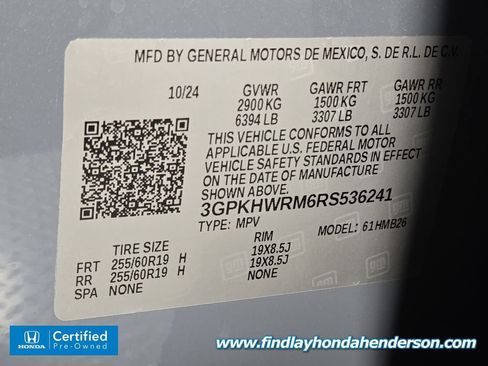 MFD BY GENERAL MOTORS DE MEXICO, S. DE R.L. DE C.V.
10/24 GVWR GAWR FRT GAWR RR
2900 KG 1500 KG 1500 KG
6394 LB 3307 LB 3307 LB
THIS VEHICLE CONFORMS TO ALL
APPLICABLE U.S. FEDERAL MOTOR
VEHICLE SAFETY STANDARDS IN EFFECT
ON THE DATE OF MANUFACTURE
SHOWN ABOVE.
3GPKHWRM6RS536241
TYPE: MPV MODEL: 61HMB26
TIRE SIZE RIM
FRT 255/60R19 H 19X8.5J
RR 255/60R19 H 19X8.5J
SPA NONE NONE
gm
HONDA
Certified
Pre-Owned
www.findlayhondahenderson.com